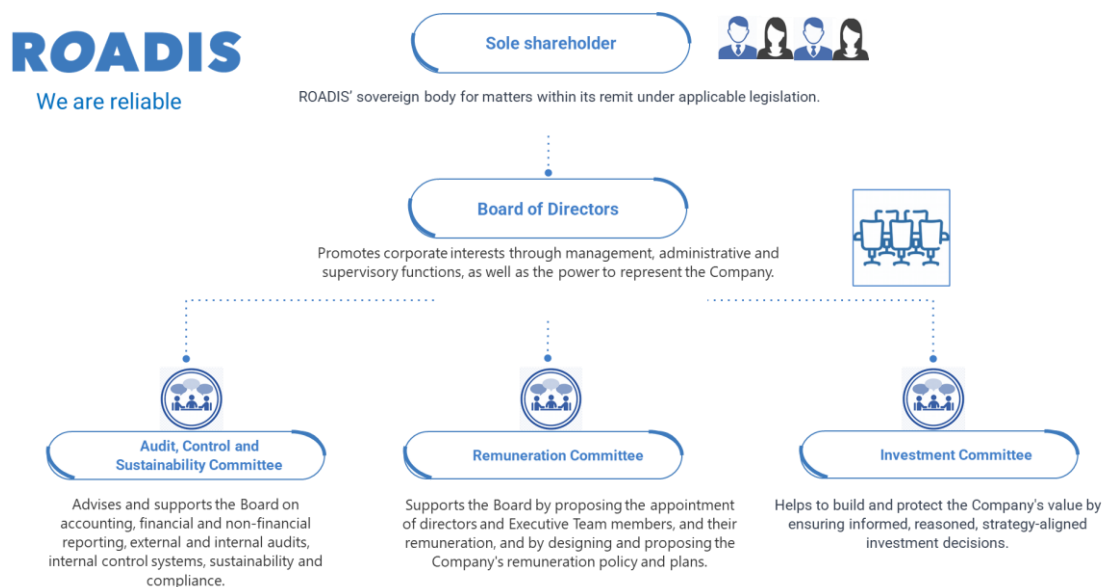 ROADIS
We are reliable
Sole shareholder
ROADIS' sovereign body for matters within its remit under applicable legislation.
Board of Directors
Promotes corporate interests through management, administrative and
supervisory functions, as well as the power to represent the Company.
Audit, Control and
Sustainability Committee
Advises and supports the Board on
accounting, financial and non-financial
reporting, external and internal audits,
internal control systems, sustainability and
compliance.
Remuneration Committee
Supports the Board by proposing the appointment
of directors and Executive Team members, and their
remuneration, and by designing and proposing the
Company's remuneration policy and plans.
Investment Committee
Helps to build and protect the Company's value by
ensuring informed, reasoned, strategy-aligned
investment decisions.